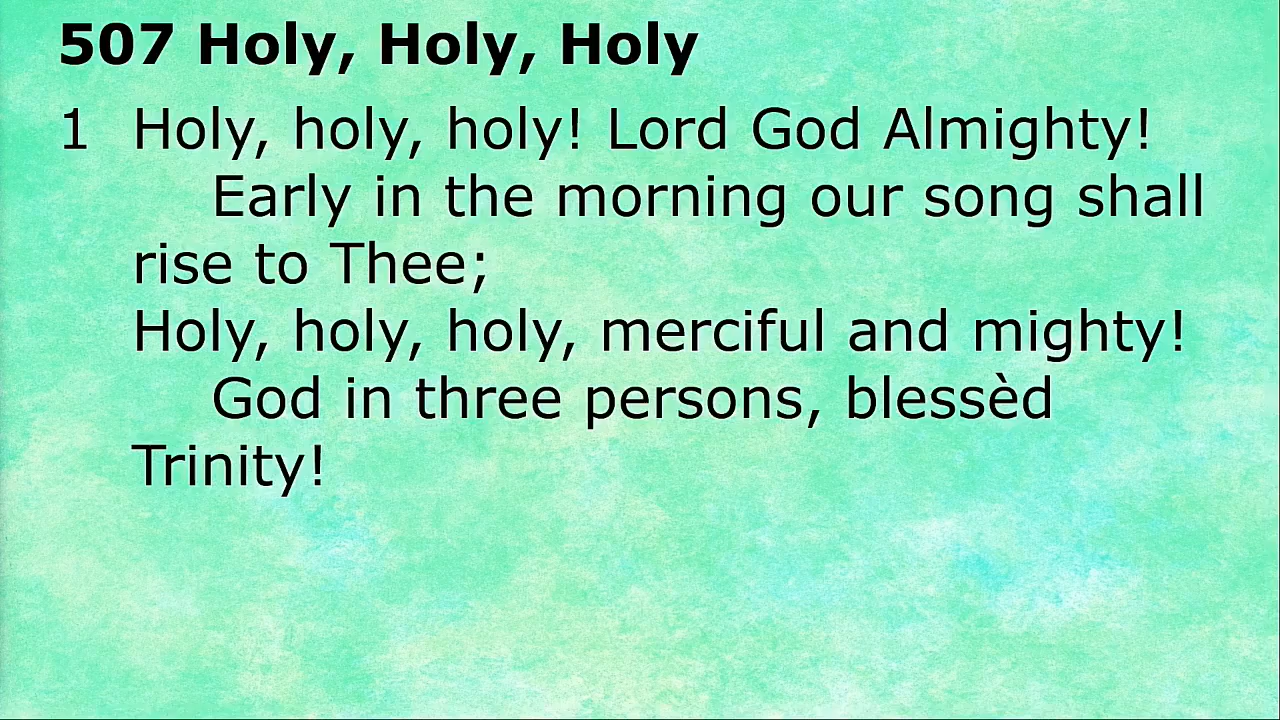 507 Holy, Holy, Holy
1 Holy, holy, holy! Lord God Almighty!
Early in the morning our song shall
rise to Thee;
Holy, holy, holy, merciful and mighty!
God in three persons, blessèd
Trinity!